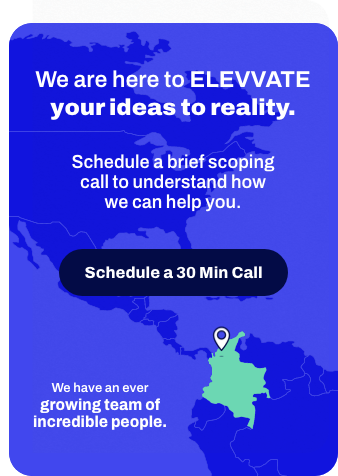 We are here to ELEVVATE
your ideas to reality.
Schedule a brief scoping
call to understand how
we can help you.
Schedule a 30 Min Call
We have an ever
growing team of
incredible people.